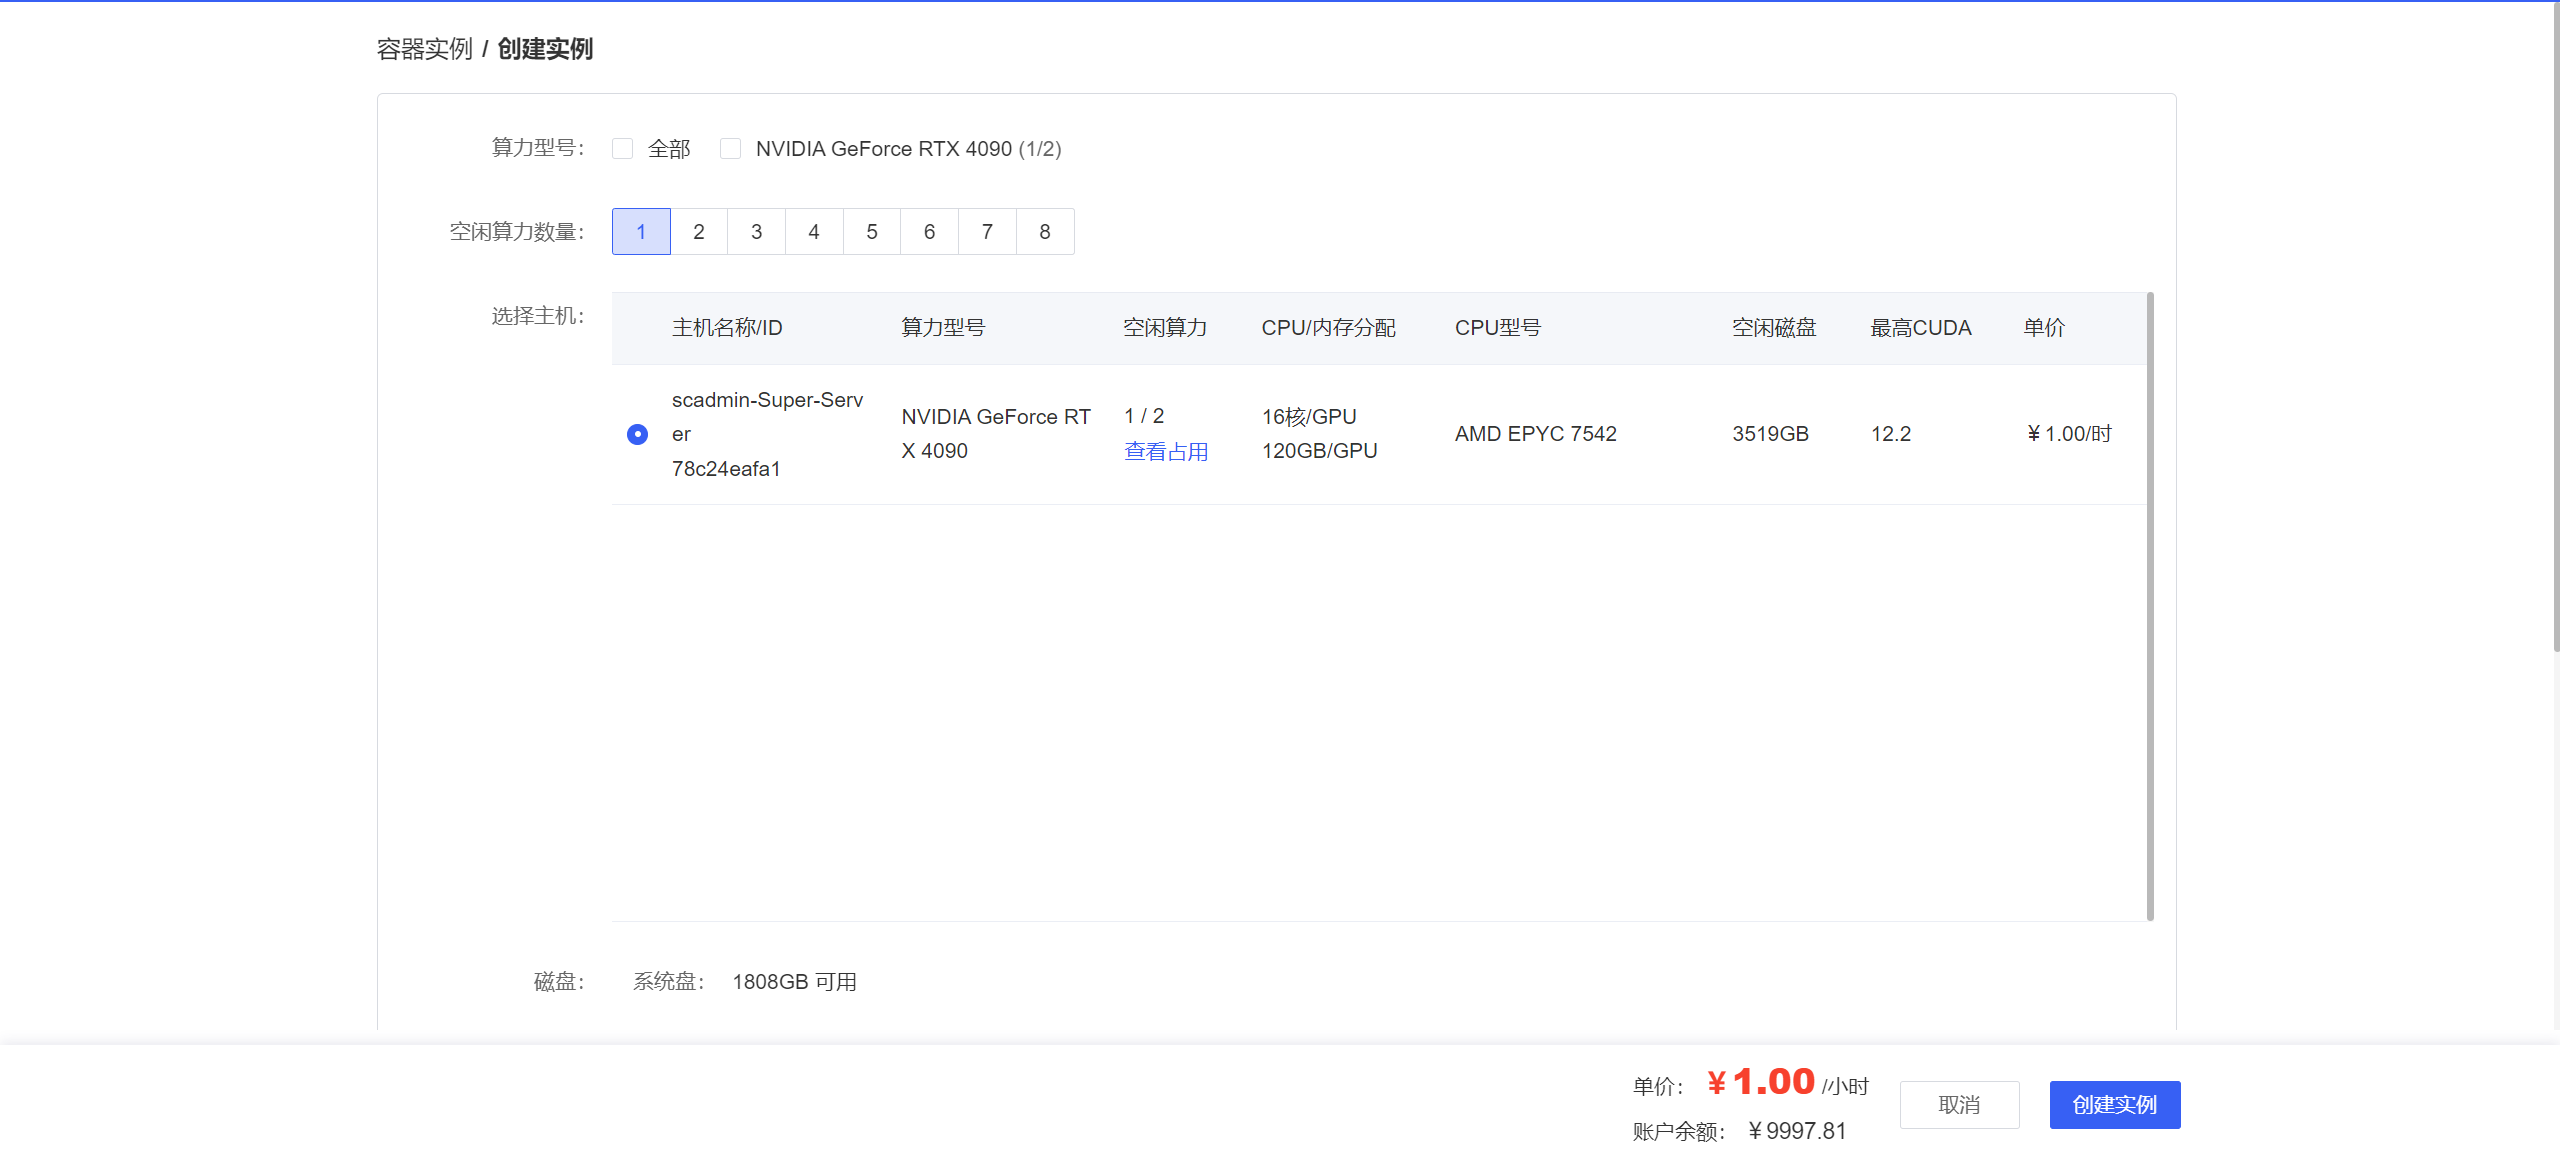 容器实例 / 创建实例
算力型号： 全部 NVIDIA GeForce RTX 4090 (1/2)
空闲算力数量： 1 2 3 4 5 6 7 8
选择主机： 主机名称/ID 算力型号 空闲算力 CPU/内存分配 CPU型号 空闲磁盘 最高CUDA 单价
scadmin-Super-Serv
er
78c24eafa1
NVIDIA GeForce RT
X 4090
1 / 2
查看占用
16核/GPU
120GB/GPU
AMD EPYC 7542
3519GB
12.2
¥ 1.00/时
磁盘： 系统盘： 1808GB 可用
单价： ¥ 1.00 /小时
账户余额： ¥ 9997.81
取消
创建实例